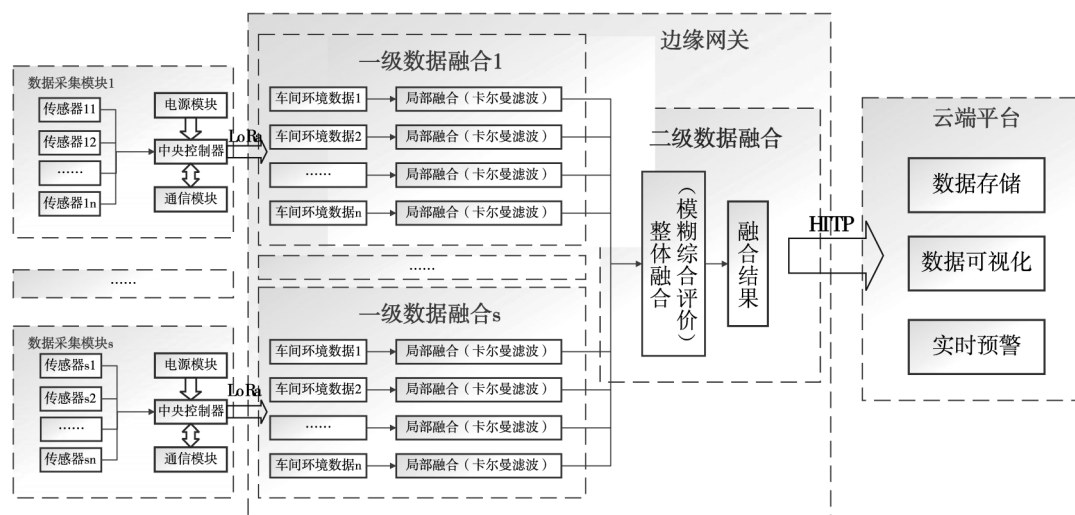 边缘网关
数据采集模块1
传感器11
传感器12
……
传感器1n
电源模块
中央控制器
通信模块
LoRa
一级数据融合1
车间环境数据1
局部融合（卡尔曼滤波）
车间环境数据2
局部融合（卡尔曼滤波）
……
局部融合（卡尔曼滤波）
车间环境数据n
局部融合（卡尔曼滤波）
……
……
数据采集模块s
传感器s1
传感器s2
……
传感器sn
电源模块
中央控制器
通信模块
LoRa
一级数据融合s
车间环境数据1
局部融合（卡尔曼滤波）
车间环境数据2
局部融合（卡尔曼滤波）
……
局部融合（卡尔曼滤波）
车间环境数据n
局部融合（卡尔曼滤波）
二级数据融合
整体融合
（模糊综合评价）
融合结果
HTTP
云端平台
数据存储
数据可视化
实时预警